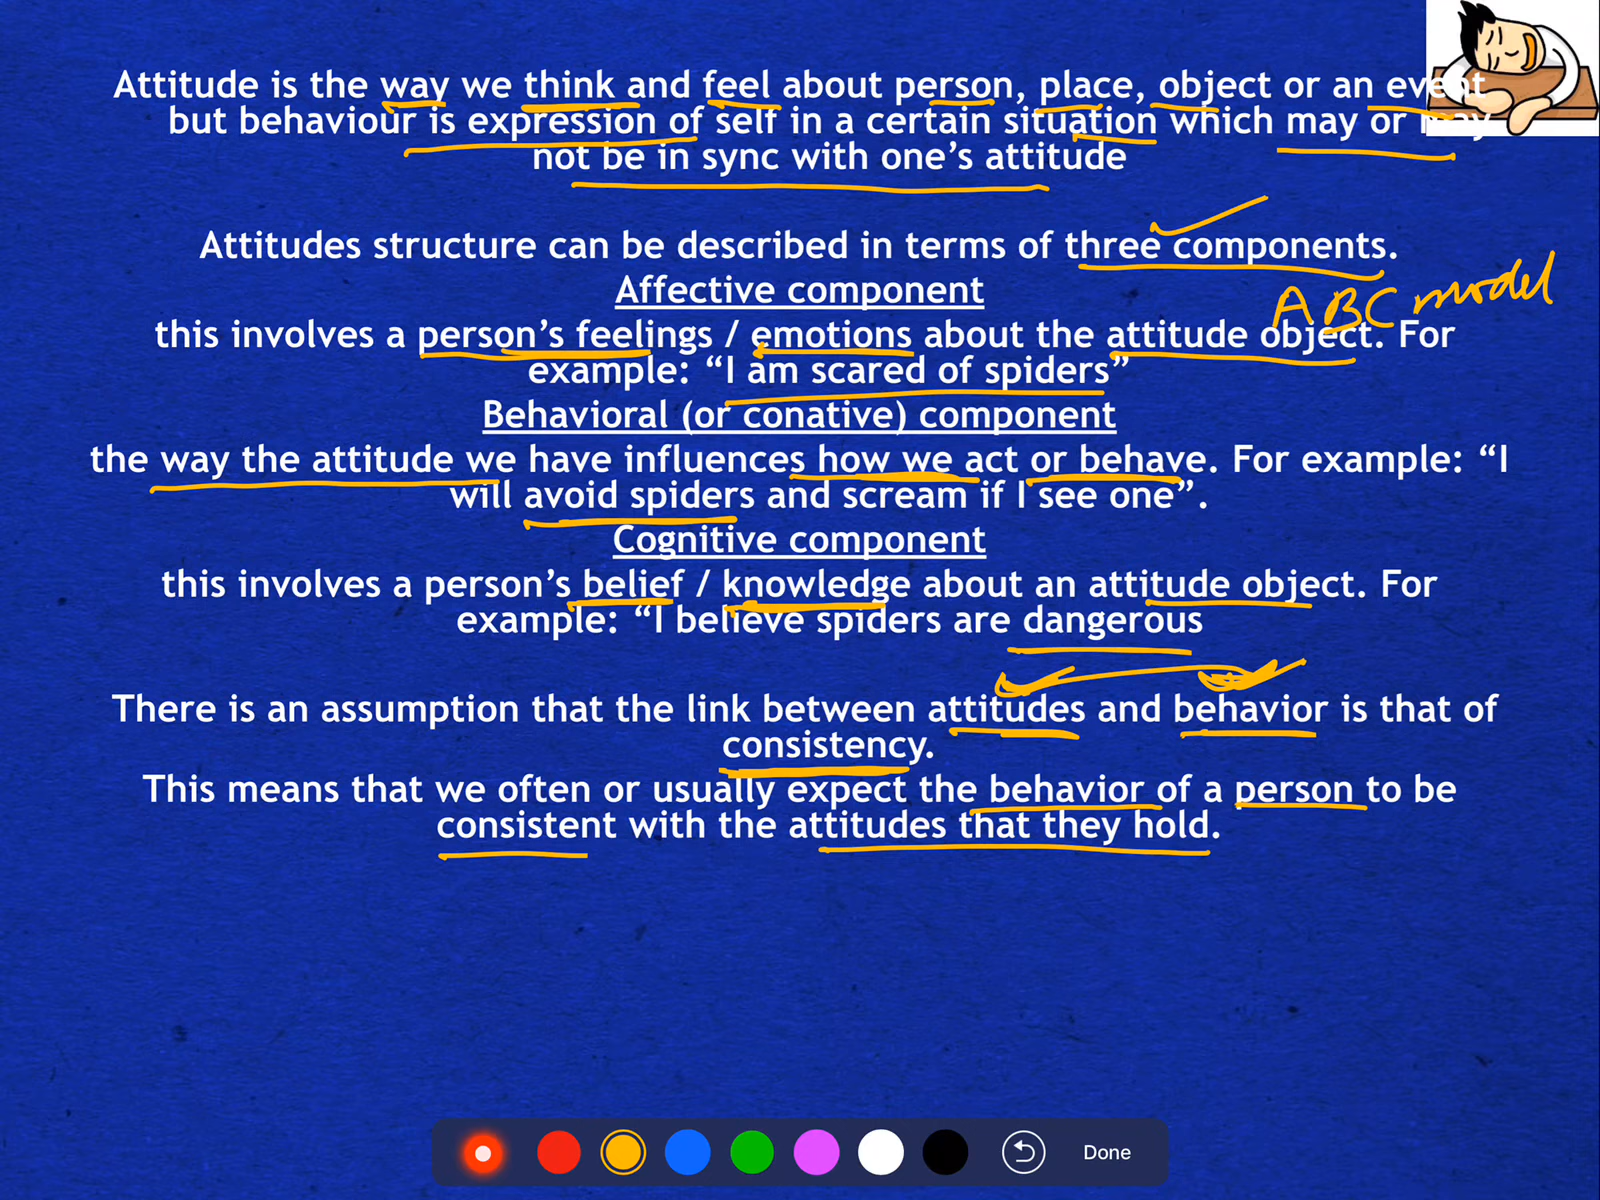 Attitude is the way we think and feel about person, place, object or an event
but behaviour is expression of self in a certain situation which may or may
not be in sync with one’s attitude
Attitudes structure can be described in terms of three components.
Affective component
ABC model
this involves a person’s feelings / emotions about the attitude object. For
example: “I am scared of spiders”
Behavioral (or conative) component
the way the attitude we have influences how we act or behave. For example: “I
will avoid spiders and scream if I see one”.
Cognitive component
this involves a person’s belief / knowledge about an attitude object. For
example: “I believe spiders are dangerous
There is an assumption that the link between attitudes and behavior is that of
consistency.
This means that we often or usually expect the behavior of a person to be
consistent with the attitudes that they hold.
Done